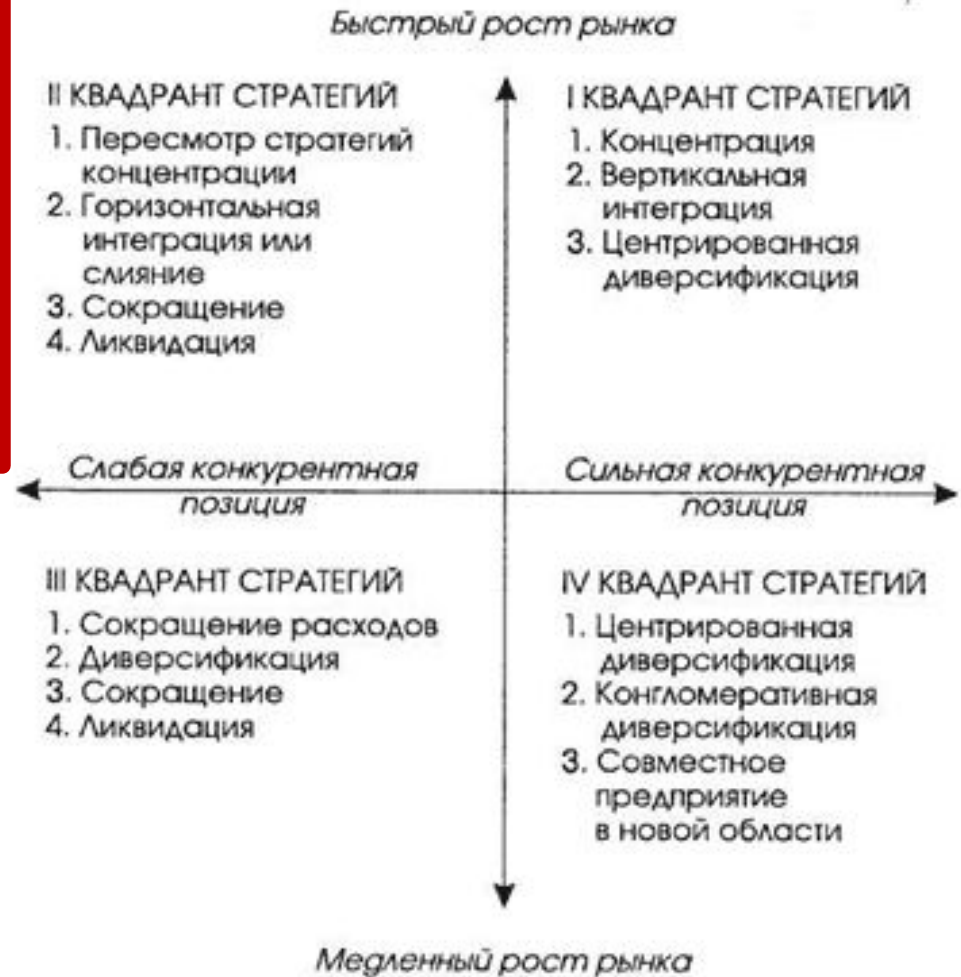 Быстрый рост рынка
II КВАДРАНТ СТРАТЕГИЙ
1. Пересмотр стратегий
концентрации
2. Горизонтальная
интеграция или
слияние
3. Сокращение
4. Ликвидация
I КВАДРАНТ СТРАТЕГИЙ
1. Концентрация
2. Вертикальная
интеграция
3. Центрированная
диверсификация
Слабая конкурентная
позиция
Сильная конкурентная
позиция
III КВАДРАНТ СТРАТЕГИЙ
1. Сокращение расходов
2. Диверсификация
3. Сокращение
4. Ликвидация
IV КВАДРАНТ СТРАТЕГИЙ
1. Центрированная
диверсификация
2. Конгломеративная
диверсификация
3. Совместное
предприятие
в новой области
Медленный рост рынка